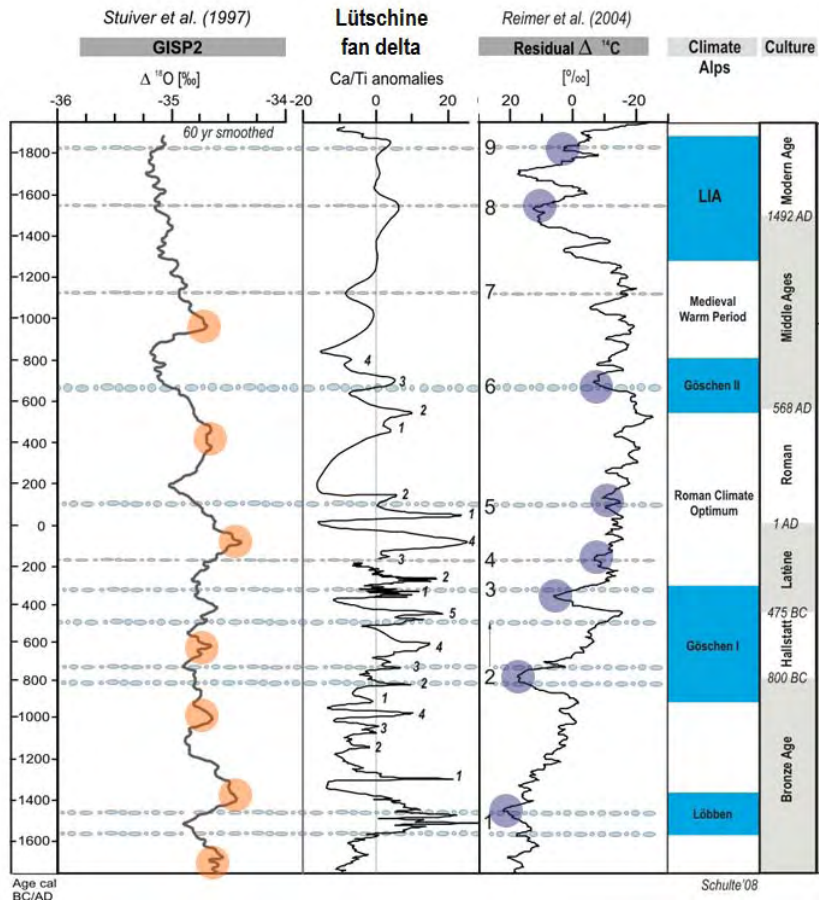 Stuiver et al. (1997)
Lütschine
fan delta
Reimer et al. (2004)
GISP2
Residual Δ ¹⁴C
Climate
Alps
Culture
Δ ¹⁸O [‰]
Ca/Ti anomalies
[⁰/₀₀]
-36
-35
-34
-20
0
20
20
0
-20
60 yr smoothed
1800
1600
1400
1200
1000
800
600
400
200
0
200
400
600
800
1000
1200
1400
1600
Age cal
BC/AD
4
3
2
1
2
1
4
3
2
1
5
4
3
2
1
4
3
2
1
9
8
7
6
5
4
3
2
1
LIA
Medieval
Warm Period
Göschen II
Roman Climate
Optimum
Göschen I
Löbben
Modern Age
1492 AD
Middle Ages
568 AD
Roman
1 AD
Latène
475 BC
Hallstatt
800 BC
Bronze Age
Schulte'08